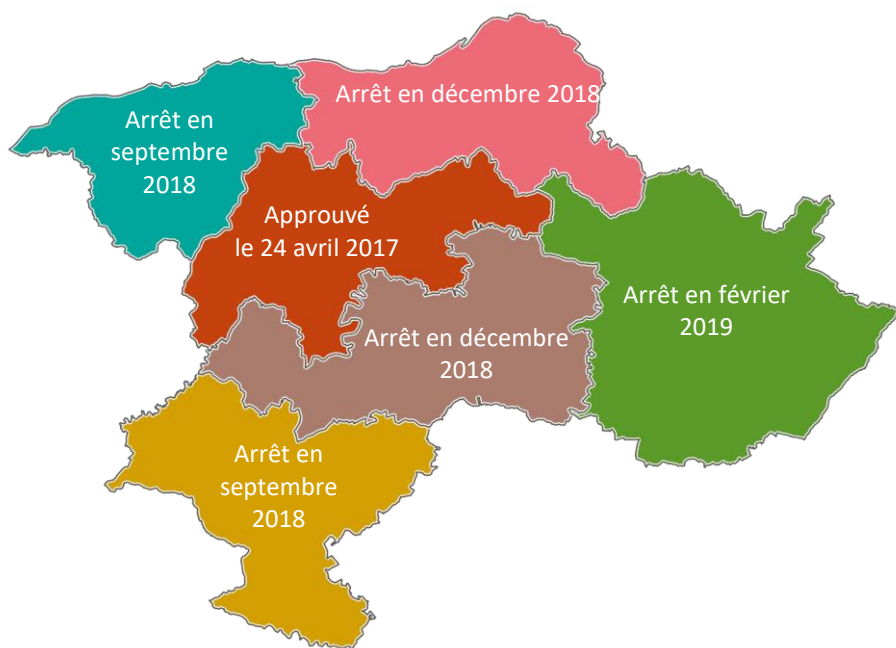 Arrêt en décembre 2018
Arrêt en
septembre
2018
Approuvé
le 24 avril 2017
Arrêt en février
2019
Arrêt en décembre
2018
Arrêt en
septembre
2018